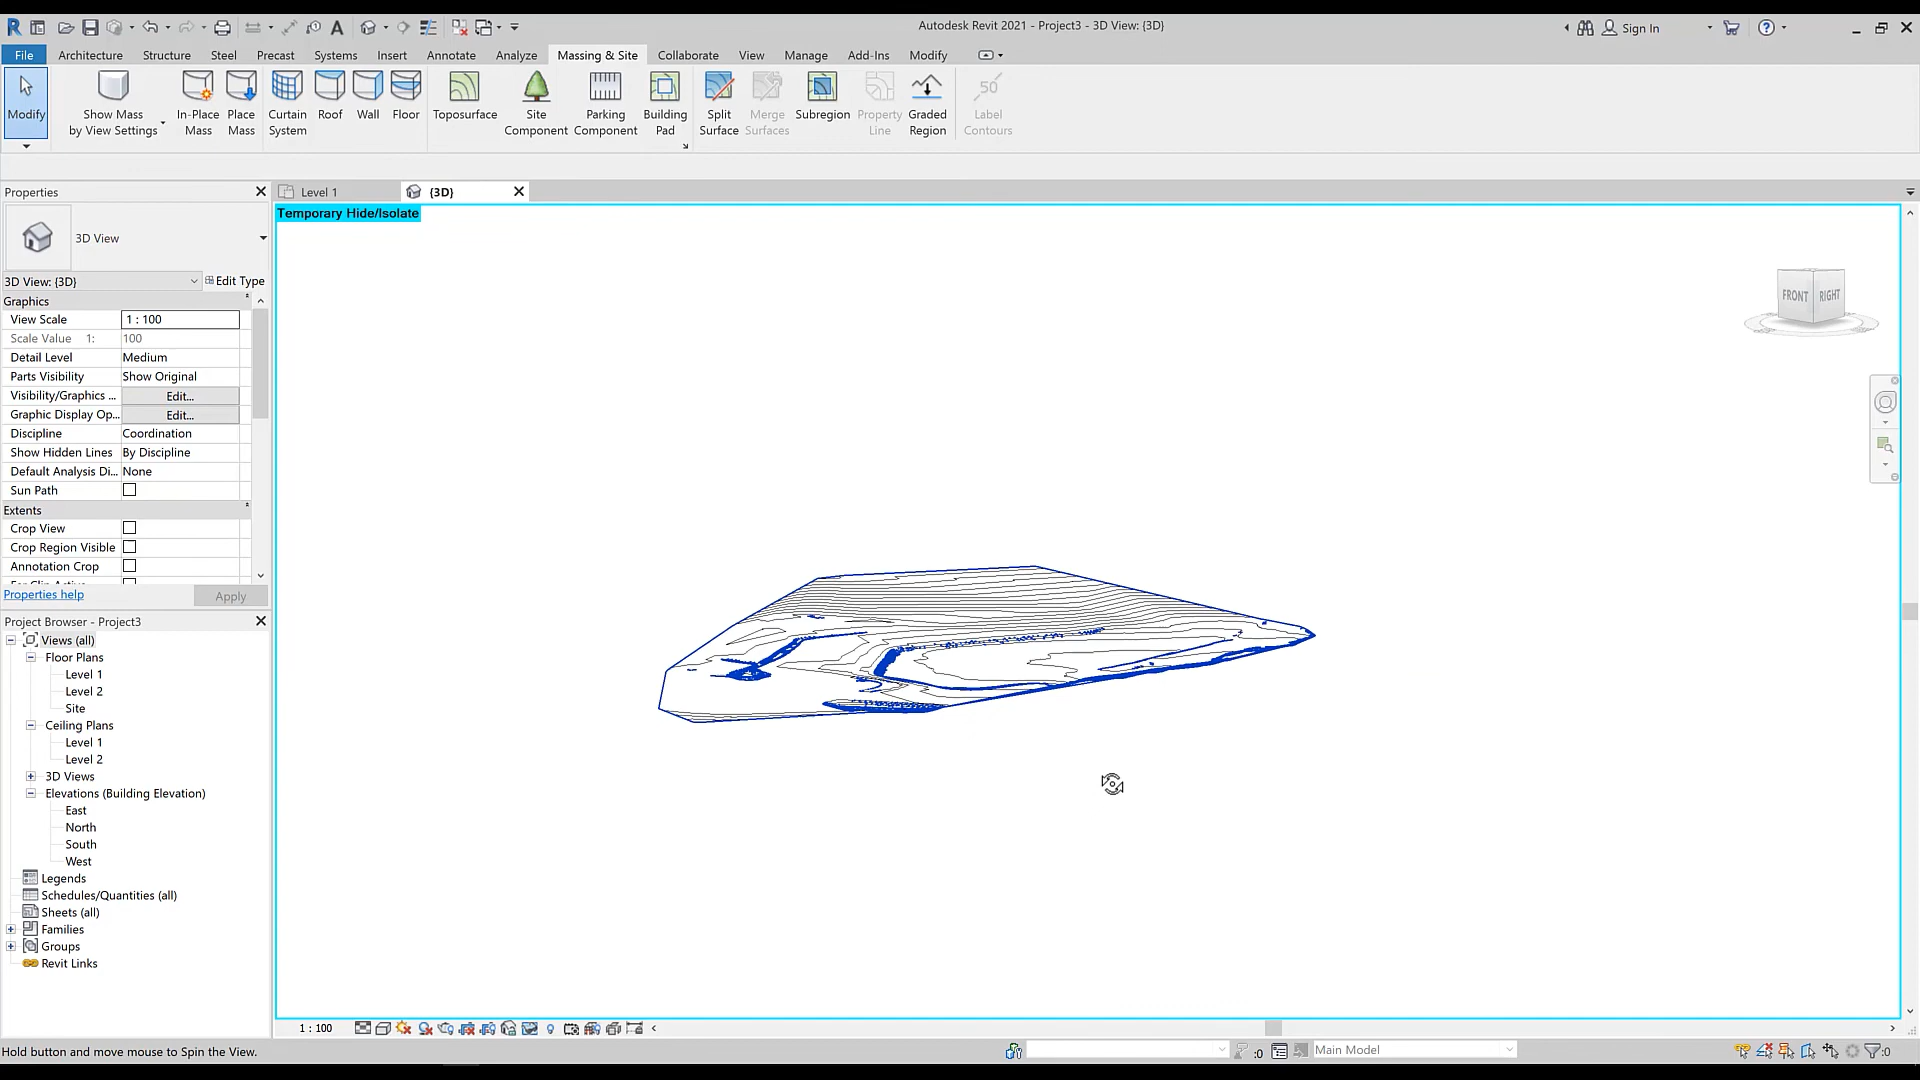 Autodesk Revit 2021 - Project3 - 3D View: {3D}
Sign In
File Architecture Structure Steel Precast Systems Insert Annotate Analyze Massing & Site Collaborate View Manage Add-Ins Modify
Modify
Show Mass
by View Settings
In-Place
Mass
Place
Mass
Curtain
System
Roof
Wall
Floor
Toposurface
Site
Component
Parking
Component
Building
Pad
Split
Surface
Merge
Surfaces
Subregion
Property
Line
Graded
Region
50
Label
Contours
Properties
Level 1
{3D}
Temporary Hide/Isolate
3D View
3D View: {3D}
Edit Type
Graphics
View Scale 1 : 100
Scale Value 1: 100
Detail Level Medium
Parts Visibility Show Original
Visibility/Graphics ... Edit...
Graphic Display Op... Edit...
Discipline Coordination
Show Hidden Lines By Discipline
Default Analysis Di... None
Sun Path
Extents
Crop View
Crop Region Visible
Annotation Crop
Properties help
Apply
FRONT RIGHT
Project Browser - Project3
Views (all)
Floor Plans
Level 1
Level 2
Site
Ceiling Plans
Level 1
Level 2
3D Views
Elevations (Building Elevation)
East
North
South
West
Legends
Schedules/Quantities (all)
Sheets (all)
Families
Groups
Revit Links
1 : 100
Hold button and move mouse to Spin the View.
:0
Main Model
:0